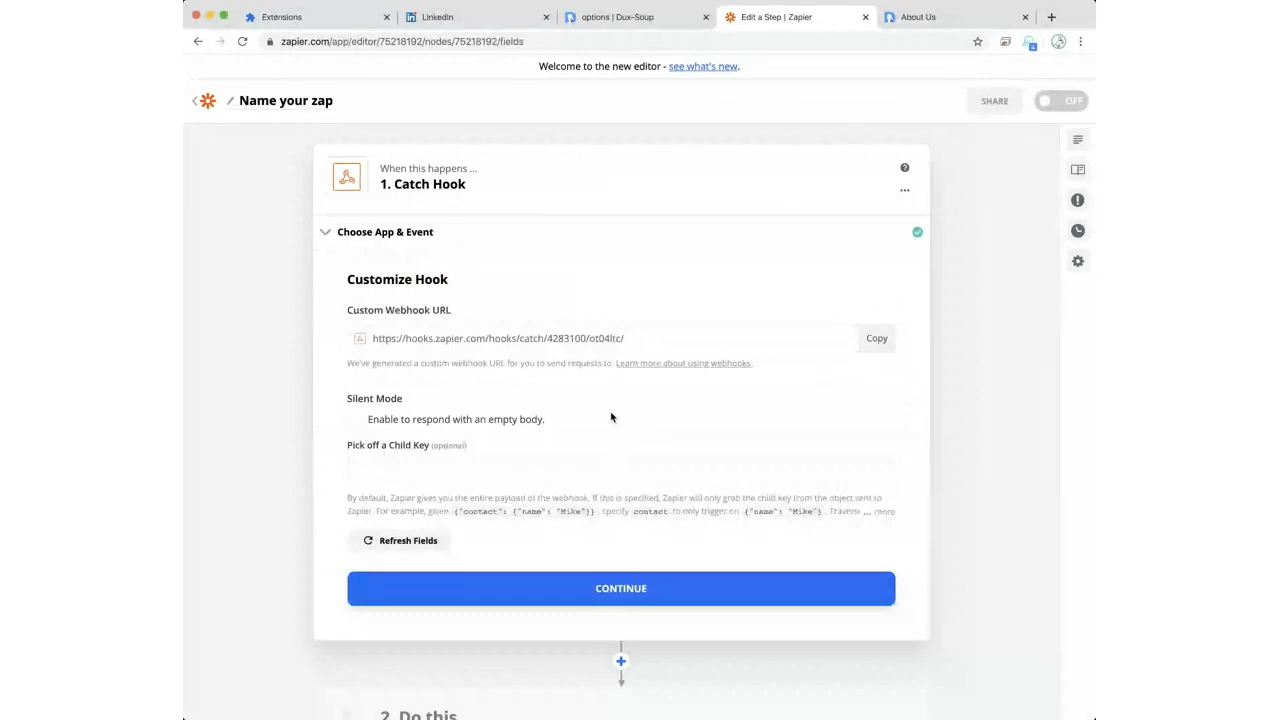 Extensions
LinkedIn
options | Dux-Soup
Edit a Step | Zapier
About Us
zapier.com/app/editor/75218192/nodes/75218192/fields
Welcome to the new editor - see what's new.
Name your zap
SHARE
OFF
When this happens ...
1. Catch Hook
Choose App & Event
Customize Hook
Custom Webhook URL
https://hooks.zapier.com/hooks/catch/4283100/ot04ltc/
Copy
We've generated a custom webhook URL for you to send requests to. Learn more about using webhooks.
Silent Mode
Enable to respond with an empty body.
Pick off a Child Key (optional)
By default, Zapier gives you the entire payload of the webhook. If this is specified, Zapier will only grab the child key from the object sent to
Zapier. For example, given {"contact": {"name": "Mike"}}, specify contact to only trigger on {"name": "Mike"}. Traverse ... more
Refresh Fields
CONTINUE
2. Do this